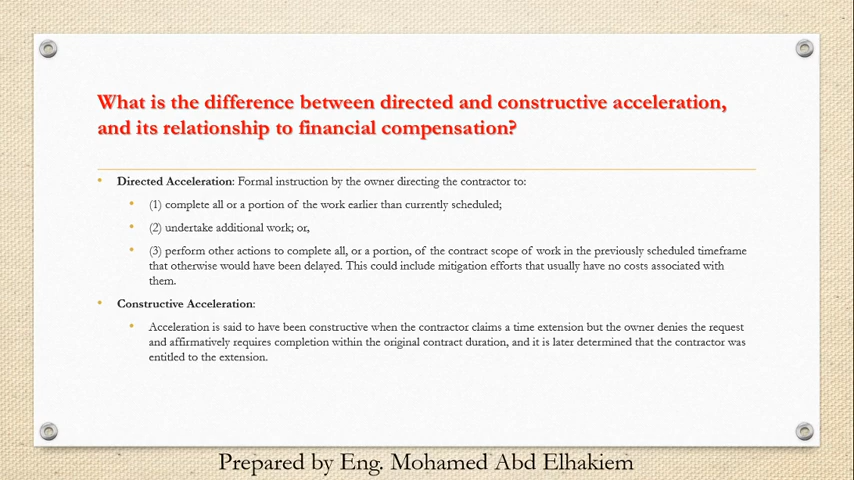 What is the difference between directed and constructive acceleration,
and its relationship to financial compensation?
• Directed Acceleration: Formal instruction by the owner directing the contractor to:
• (1) complete all or a portion of the work earlier than currently scheduled;
• (2) undertake additional work; or,
• (3) perform other actions to complete all, or a portion, of the contract scope of work in the previously scheduled timeframe
that otherwise would have been delayed. This could include mitigation efforts that usually have no costs associated with
them.
• Constructive Acceleration:
• Acceleration is said to have been constructive when the contractor claims a time extension but the owner denies the request
and affirmatively requires completion within the original contract duration, and it is later determined that the contractor was
entitled to the extension.
Prepared by Eng. Mohamed Abd Elhakiem